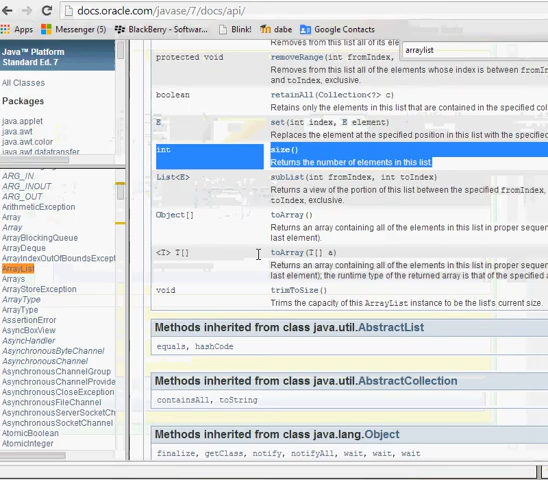 docs.oracle.com/javase/7/docs/api/
Apps
Messenger (5)
BlackBerry - Software...
Blink!
dabe
Google Contacts
Java™ Platform
Standard Ed. 7
All Classes
Packages
java.applet
java.awt
java.awt.color
java.awt.datatransfer
ARG_IN
ARG_INOUT
ARG_OUT
ArithmeticException
Array
Array
ArrayBlockingQueue
ArrayDeque
ArrayIndexOutOfBoundsExcept
ArrayList
Arrays
ArrayStoreException
ArrayType
ArrayType
AssertionError
AsyncBoxView
AsyncHandler
AsynchronousByteChannel
AsynchronousChannel
AsynchronousChannelGroup
AsynchronousChannelProvide
AsynchronousCloseException
AsynchronousFileChannel
AsynchronousServerSocketCh
AsynchronousSocketChannel
AtomicBoolean
AtomicInteger
arraylist
Removes from this list all of its ele
protected void removeRange(int fromIndex,
Removes from this list all of the elements whose index is between fromIn
and toIndex, exclusive.
boolean retainAll(Collection<?> c)
Retains only the elements in this list that are contained in the specified col
E set(int index, E element)
Replaces the element at the specified position in this list with the specifie
int size()
Returns the number of elements in this list.
List<E> subList(int fromIndex, int toIndex)
Returns a view of the portion of this list between the specified fromIndex,
toIndex, exclusive.
Object[] toArray()
Returns an array containing all of the elements in this list in proper sequen
last element).
<T> T[] toArray(T[] a)
Returns an array containing all of the elements in this list in proper sequen
last element); the runtime type of the returned array is that of the specified a
void trimToSize()
Trims the capacity of this ArrayList instance to be the list's current size.
Methods inherited from class java.util.AbstractList
equals, hashCode
Methods inherited from class java.util.AbstractCollection
containsAll, toString
Methods inherited from class java.lang.Object
finalize, getClass, notify, notifyAll, wait, wait, wait